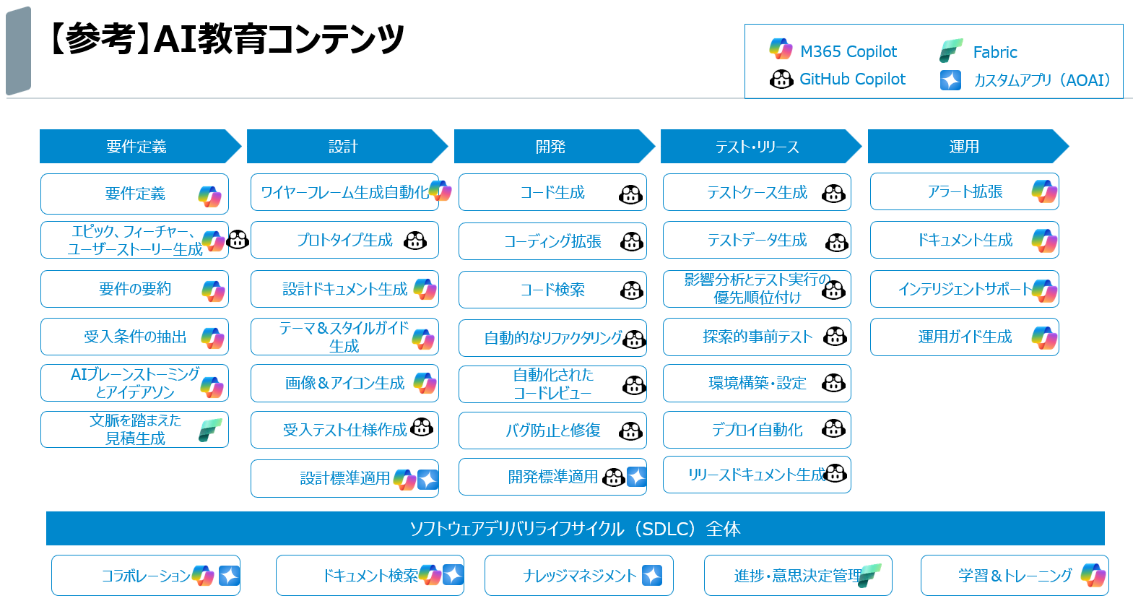 【参考】AI教育コンテンツ
M365 Copilot
Fabric
GitHub Copilot
カスタムアプリ（AOAI）
要件定義
設計
開発
テスト・リリース
運用
要件定義
エピック、フィーチャー、
ユーザーストーリー生成
要件の要約
受入条件の抽出
AIブレーンストーミング
とアイデアソン
文脈を踏まえた
見積生成
ワイヤーフレーム生成自動化
プロトタイプ生成
設計ドキュメント生成
テーマ＆スタイルガイド
生成
画像＆アイコン生成
受入テスト仕様作成
設計標準適用
コード生成
コーディング拡張
コード検索
自動的なリファクタリング
自動化された
コードレビュー
バグ防止と修復
開発標準適用
テストケース生成
テストデータ生成
影響分析とテスト実行の
優先順位付け
探索的事前テスト
環境構築・設定
デプロイ自動化
リリースドキュメント生成
アラート拡張
ドキュメント生成
インテリジェントサポート
運用ガイド生成
ソフトウェアデリバリライフサイクル（SDLC）全体
コラボレーション
ドキュメント検索
ナレッジマネジメント
進捗・意思決定管理
学習＆トレーニング